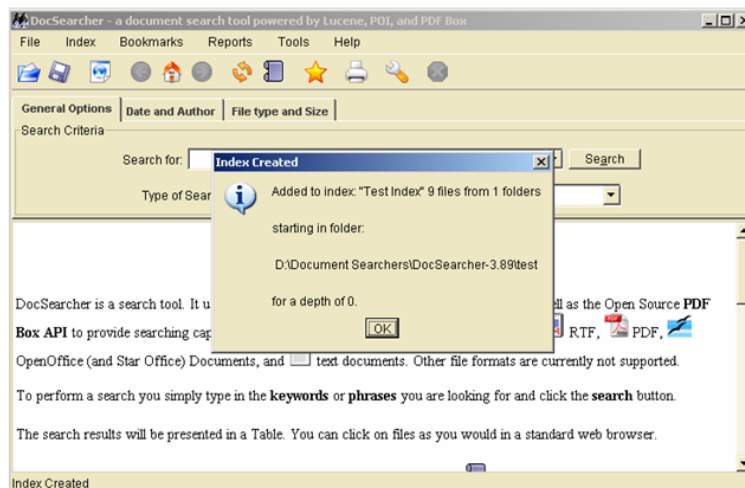 DocSearcher - a document search tool powered by Lucene, POI, and PDF Box
File Index Bookmarks Reports Tools Help
General Options Date and Author File type and Size
Search Criteria
Search for: Search
Type of Sear
Index Created
Added to index: "Test Index" 9 files from 1 folders
starting in folder:
D:\Document Searchers\DocSearcher-3.89\test
for a depth of 0.
OK
DocSearcher is a search tool. It u ll as the Open Source PDF
Box API to provide searching cap RTF, PDF,
OpenOffice (and Star Office) Documents, and text documents. Other file formats are currently not supported.
To perform a search you simply type in the keywords or phrases you are looking for and click the search button.
The search results will be presented in a Table. You can click on files as you would in a standard web browser.
Index Created